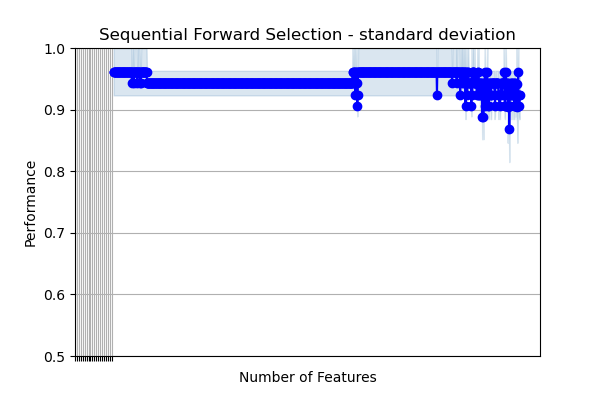 Sequential Forward Selection - standard deviation
1.0
0.9
0.8
0.7
0.6
0.5
Performance
Number of Features